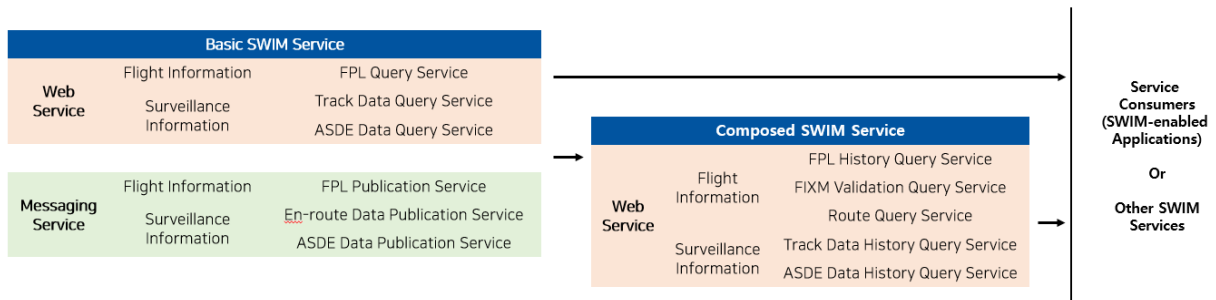 Basic SWIM Service
Web
Service
Flight Information
FPL Query Service
Surveillance
Information
Track Data Query Service
ASDE Data Query Service
Messaging
Service
Flight Information
FPL Publication Service
Surveillance
Information
En-route Data Publication Service
ASDE Data Publication Service
Composed SWIM Service
Web
Service
Flight
Information
FPL History Query Service
FIXM Validation Query Service
Route Query Service
Surveillance
Information
Track Data History Query Service
ASDE Data History Query Service
Service
Consumers
(SWIM-enabled
Applications)
Or
Other SWIM
Services